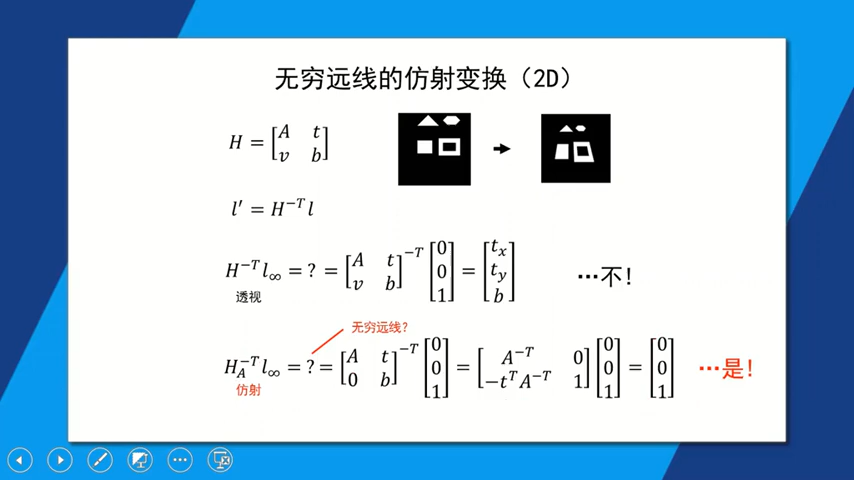 无穷远线的仿射变换（2D）
H = [A t; v b]
l′ = H^{-T} l
H^{-T} l_∞ = ? = [A t; v b]^{-T} [0; 0; 1] = [t_x; t_y; b] …不!
透视
无穷远线?
H_A^{-T} l_∞ = ? = [A t; 0 b]^{-T} [0; 0; 1] = [A^{-T} 0; -t^T A^{-T} 1] [0; 0; 1] = [0; 0; 1] …是!
仿射